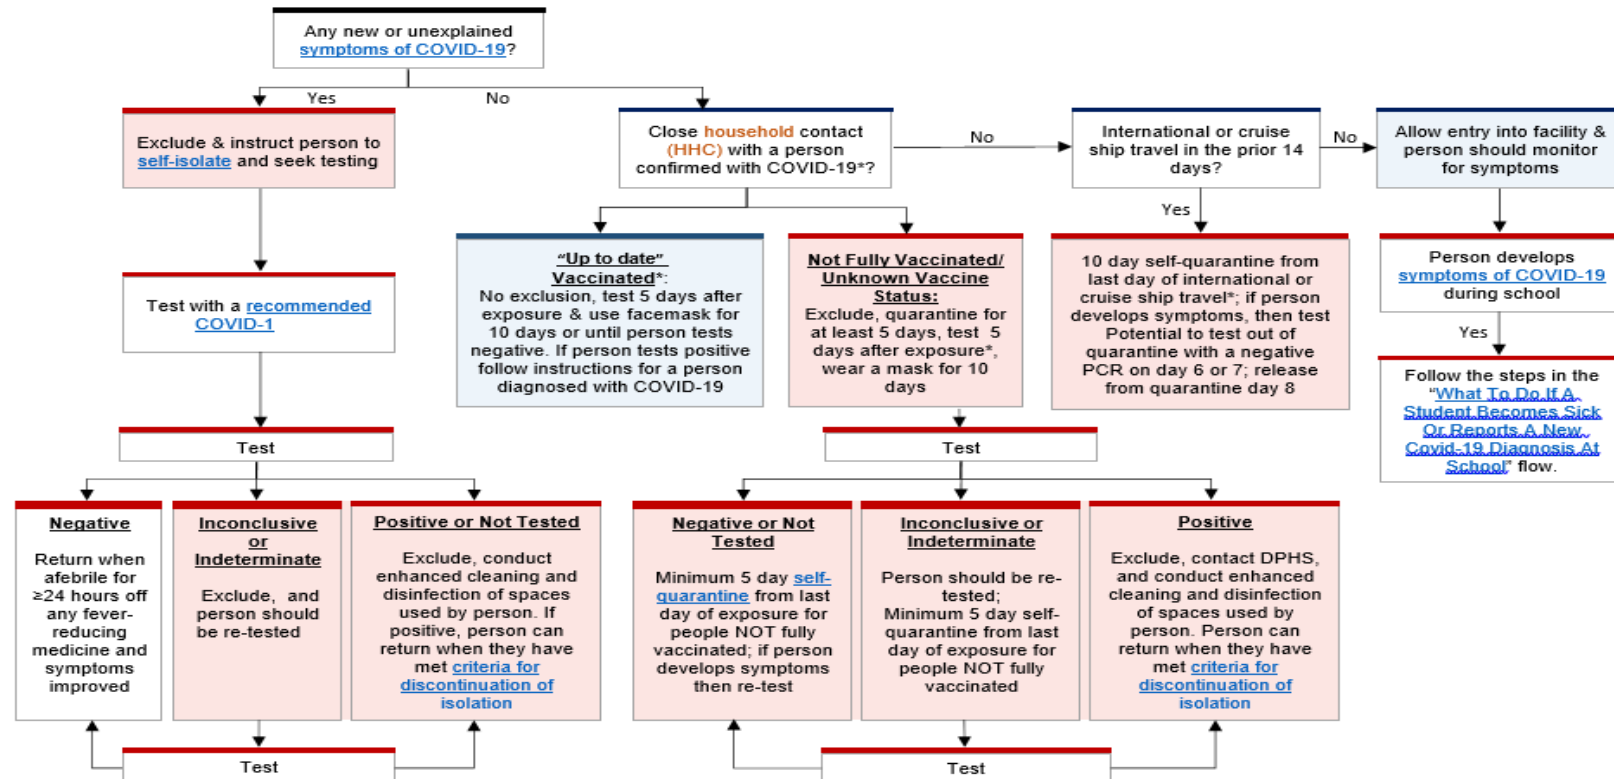 Any new or unexplained
symptoms of COVID-19?
Yes
No
Exclude & instruct person to
self-isolate and seek testing
Close household contact
(HHC) with a person
confirmed with COVID-19*?
No
International or cruise
ship travel in the prior 14
days?
No
Allow entry into facility &
person should monitor
for symptoms
Yes
"Up to date"
Vaccinated*:
No exclusion, test 5 days after
exposure & use facemask for
10 days or until person tests
negative. If person tests positive
follow instructions for a person
diagnosed with COVID-19
Not Fully Vaccinated/
Unknown Vaccine
Status:
Exclude, quarantine for
at least 5 days, test 5
days after exposure*,
wear a mask for 10
days
10 day self-quarantine from
last day of international or
cruise ship travel*; if person
develops symptoms, then test
Potential to test out of
quarantine with a negative
PCR on day 6 or 7; release
from quarantine day 8
Person develops
symptoms of COVID-19
during school
Yes
Follow the steps in the
"What To Do If A
Student Becomes Sick
Or Reports A New
Covid-19 Diagnosis At
School" flow.
Test with a recommended
COVID-1
Test
Test
Negative
Return when
afebrile for
≥24 hours off
any fever-
reducing
medicine and
symptoms
improved
Inconclusive
or
Indeterminate
Exclude, and
person should
be re-tested
Positive or Not Tested
Exclude, conduct
enhanced cleaning and
disinfection of spaces
used by person. If
positive, person can
return when they have
met criteria for
discontinuation of
isolation
Negative or Not
Tested
Minimum 5 day self-
quarantine from last
day of exposure for
people NOT fully
vaccinated; if person
develops symptoms
then re-test
Inconclusive or
Indeterminate
Person should be re-
tested;
Minimum 5 day self-
quarantine from last
day of exposure for
people NOT fully
vaccinated
Positive
Exclude, contact DPHS,
and conduct enhanced
cleaning and disinfection
of spaces used by
person. Person can
return when they have
met criteria for
discontinuation of
isolation
Test
Test